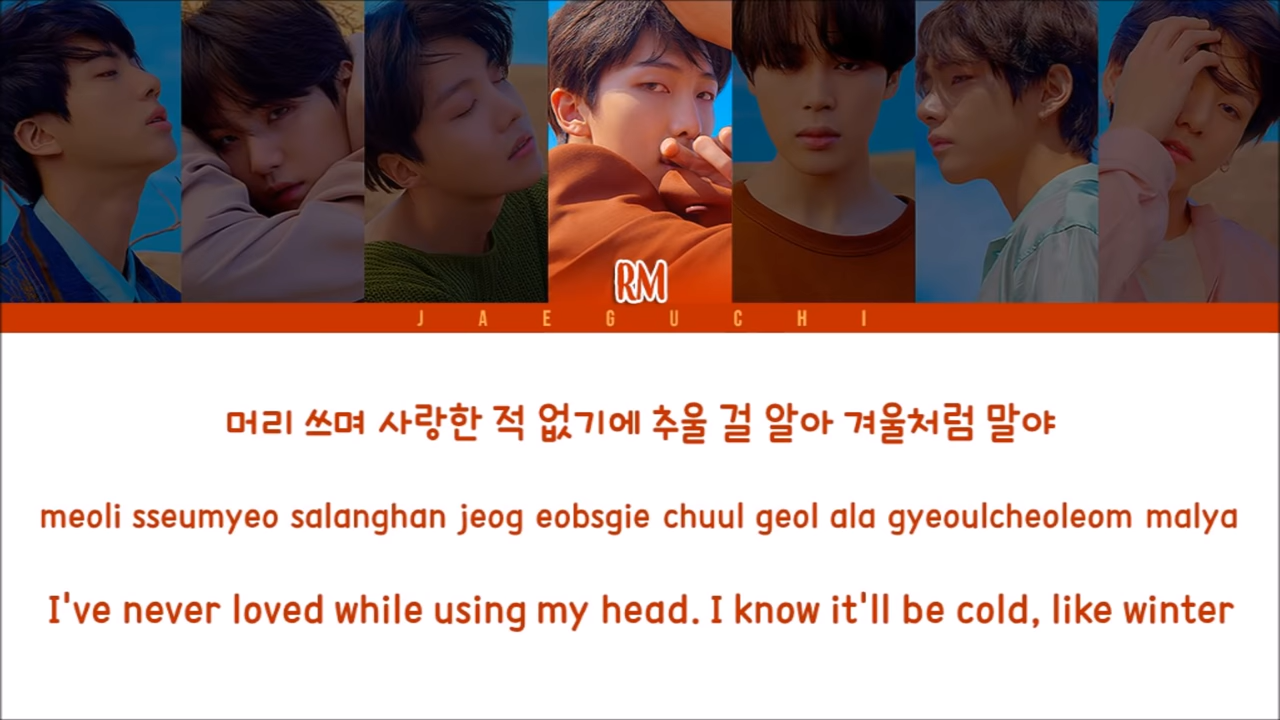 RM
JAEGUCHI
머리 쓰며 사랑한 적 없기에 추울 걸 알아 겨울처럼 말야
meoli sseumyeo salanghan jeog eobsgie chuul geol ala gyeoulcheoleom malya
I've never loved while using my head. I know it'll be cold, like winter